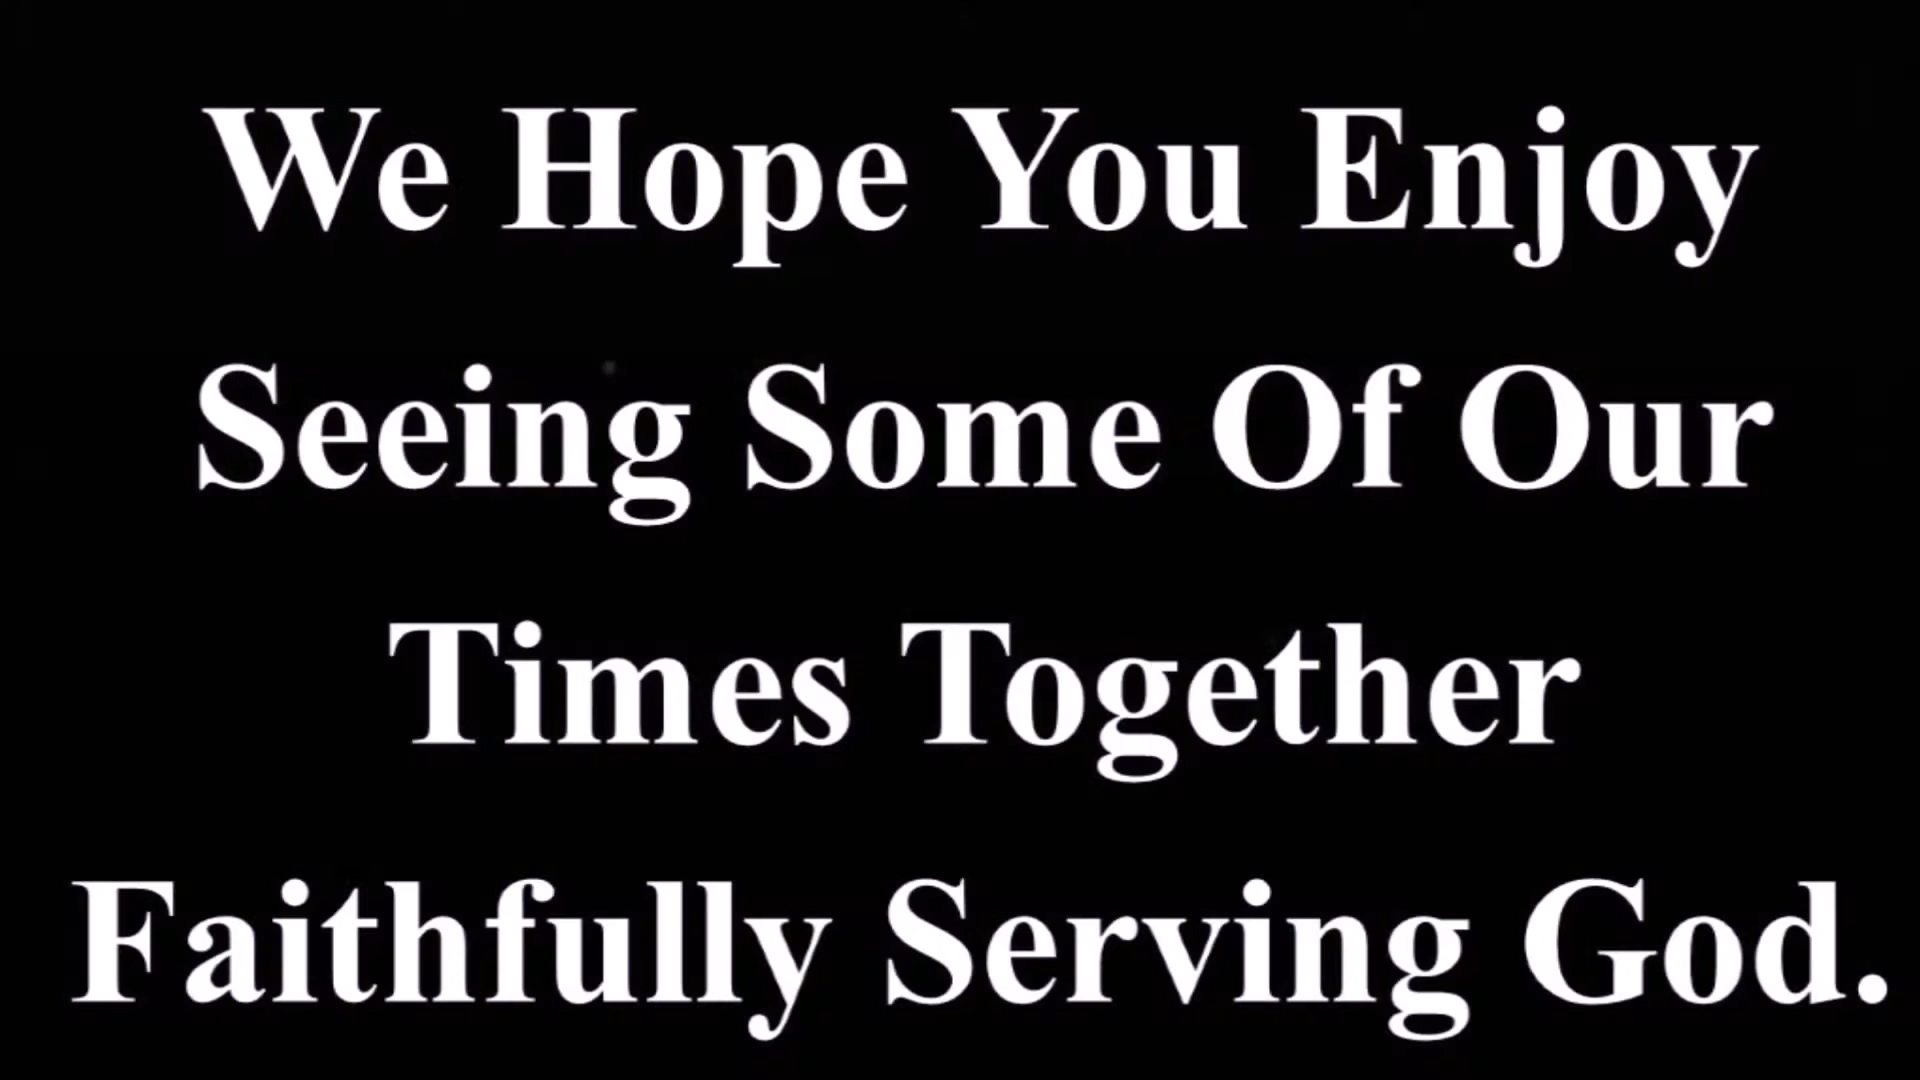 We Hope You Enjoy
Seeing Some Of Our
Times Together
Faithfully Serving God.